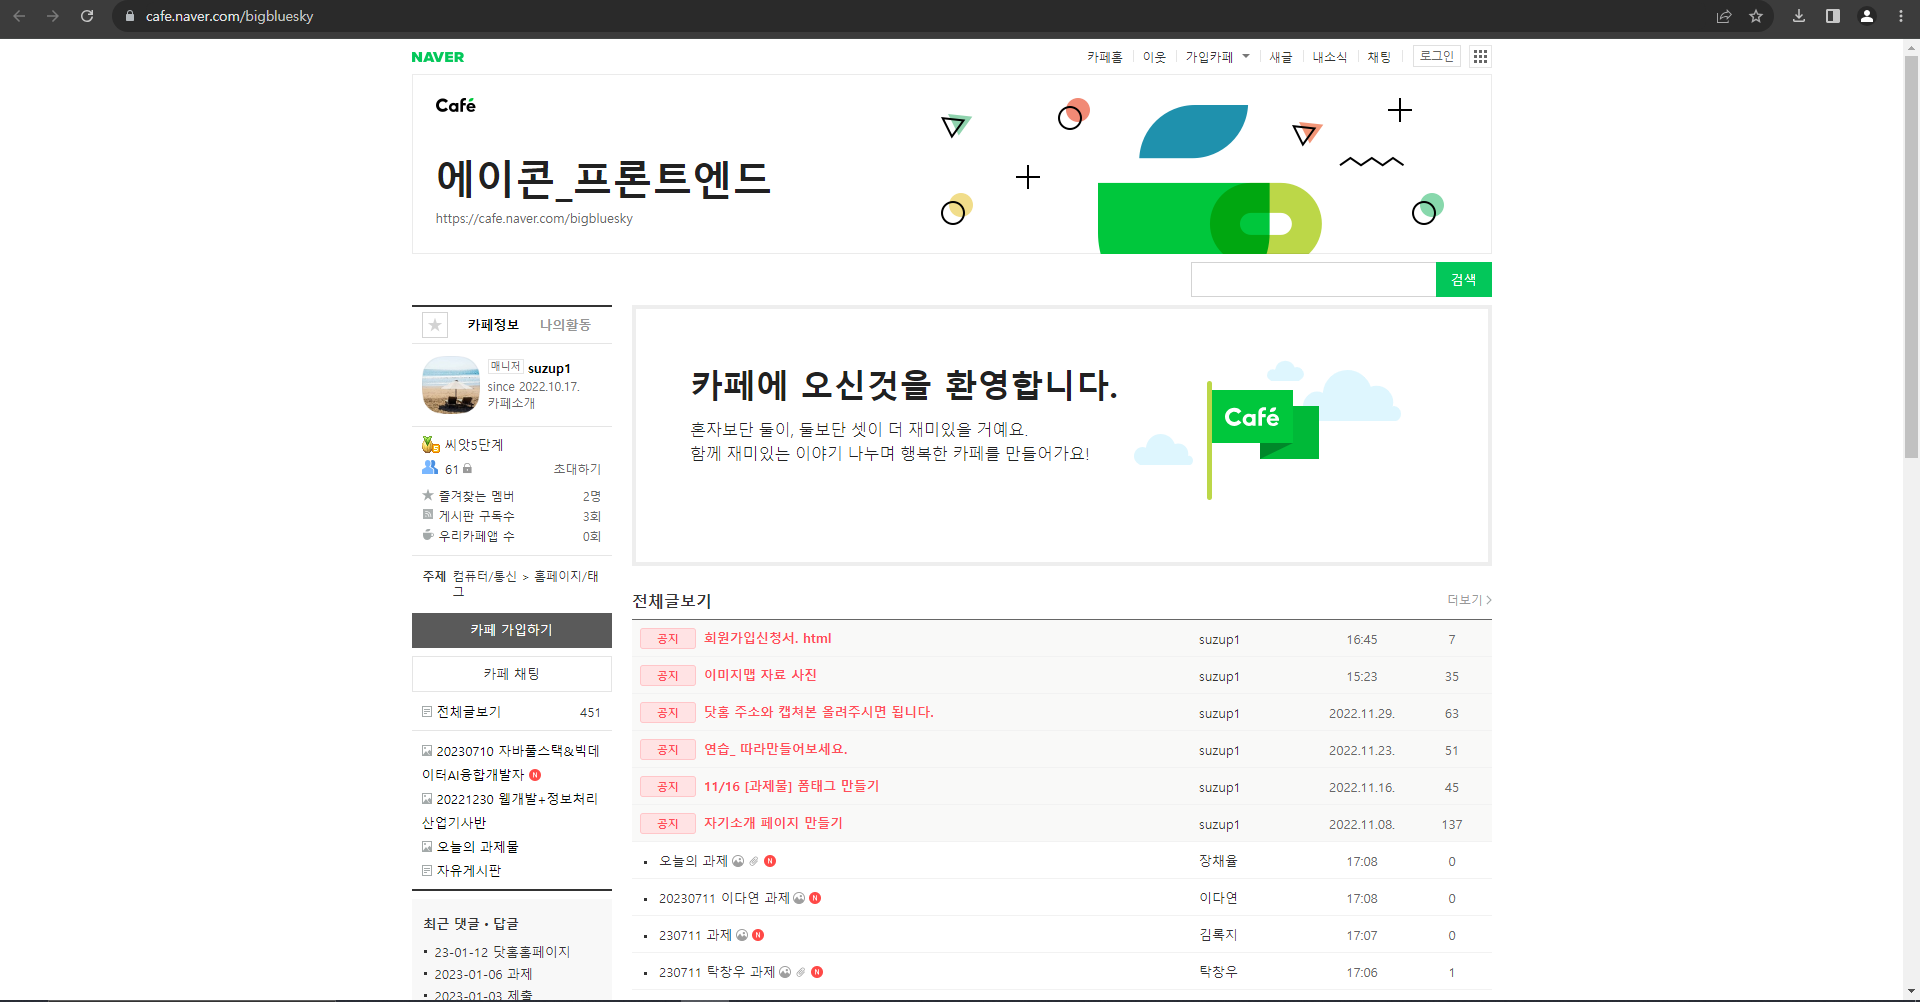 cafe.naver.com/bigbluesky
NAVER
카페홈 이웃 가입카페 새글 내소식 채팅 로그인
Café
에이콘_프론트엔드
https://cafe.naver.com/bigbluesky
검색
카페정보 나의활동
매니저 suzup1
since 2022.10.17.
카페소개
씨앗5단계
61 초대하기
즐겨찾는 멤버 2명
게시판 구독수 3회
우리카페앱 수 0회
주제 컴퓨터/통신 > 홈페이지/태
그
카페 가입하기
카페 채팅
전체글보기 451
20230710 자바풀스택&빅데
이터AI융합개발자 N
20221230 웹개발+정보처리
산업기사반
오늘의 과제물
자유게시판
최근 댓글 • 답글
23-01-12 닷홈홈페이지
2023-01-06 과제
2023-01-03 제출
카페에 오신것을 환영합니다.
혼자보단 둘이, 둘보단 셋이 더 재미있을 거예요.
함께 재미있는 이야기 나누며 행복한 카페를 만들어가요!
Café
전체글보기 더보기
공지 회원가입신청서. html suzup1 16:45 7
공지 이미지맵 자료 사진 suzup1 15:23 35
공지 닷홈 주소와 캡쳐본 올려주시면 됩니다. suzup1 2022.11.29. 63
공지 연습_ 따라만들어보세요. suzup1 2022.11.23. 51
공지 11/16 [과제물] 폼태그 만들기 suzup1 2022.11.16. 45
공지 자기소개 페이지 만들기 suzup1 2022.11.08. 137
오늘의 과제 N 장채율 17:08 0
20230711 이다연 과제 N 이다연 17:08 0
230711 과제 N 김록지 17:07 0
230711 탁창우 과제 N 탁창우 17:06 1